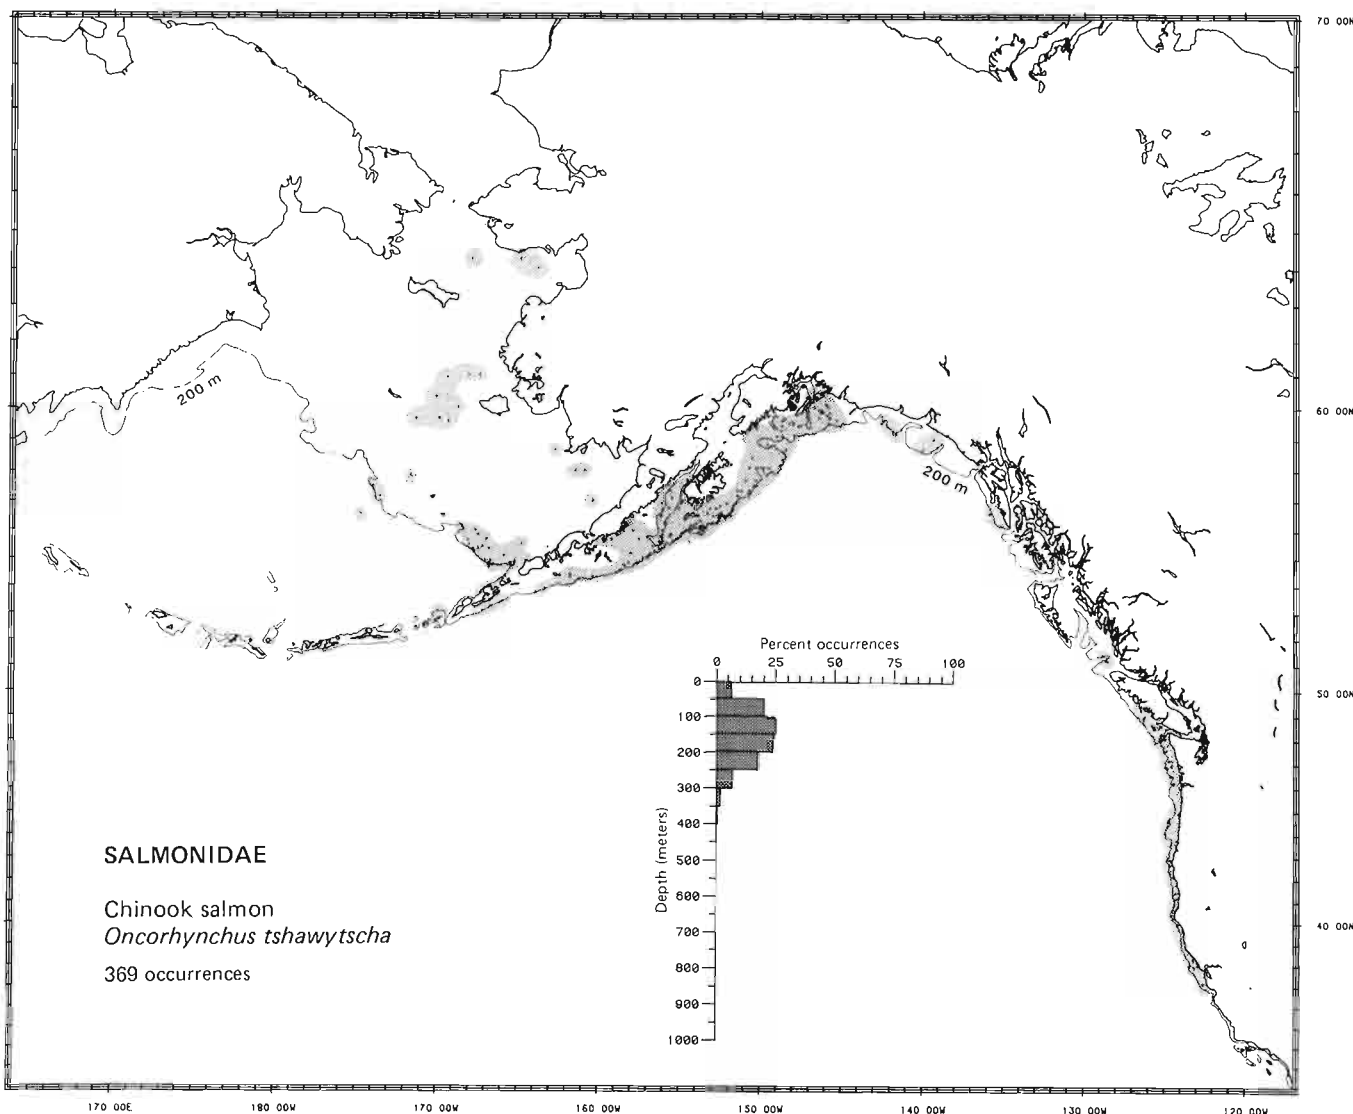 70 00N
200 m
60 00N
200 m
Percent occurrences
0 25 50 75 100
50 00N
0
100
200
300
400
500
600
700
800
900
1000
Depth (meters)
40 00N
SALMONIDAE
Chinook salmon
Oncorhynchus tshawytscha
369 occurrences
170 00E 180 00W 170 00W 160 00W 150 00W 140 00W 130 00W 120 00W